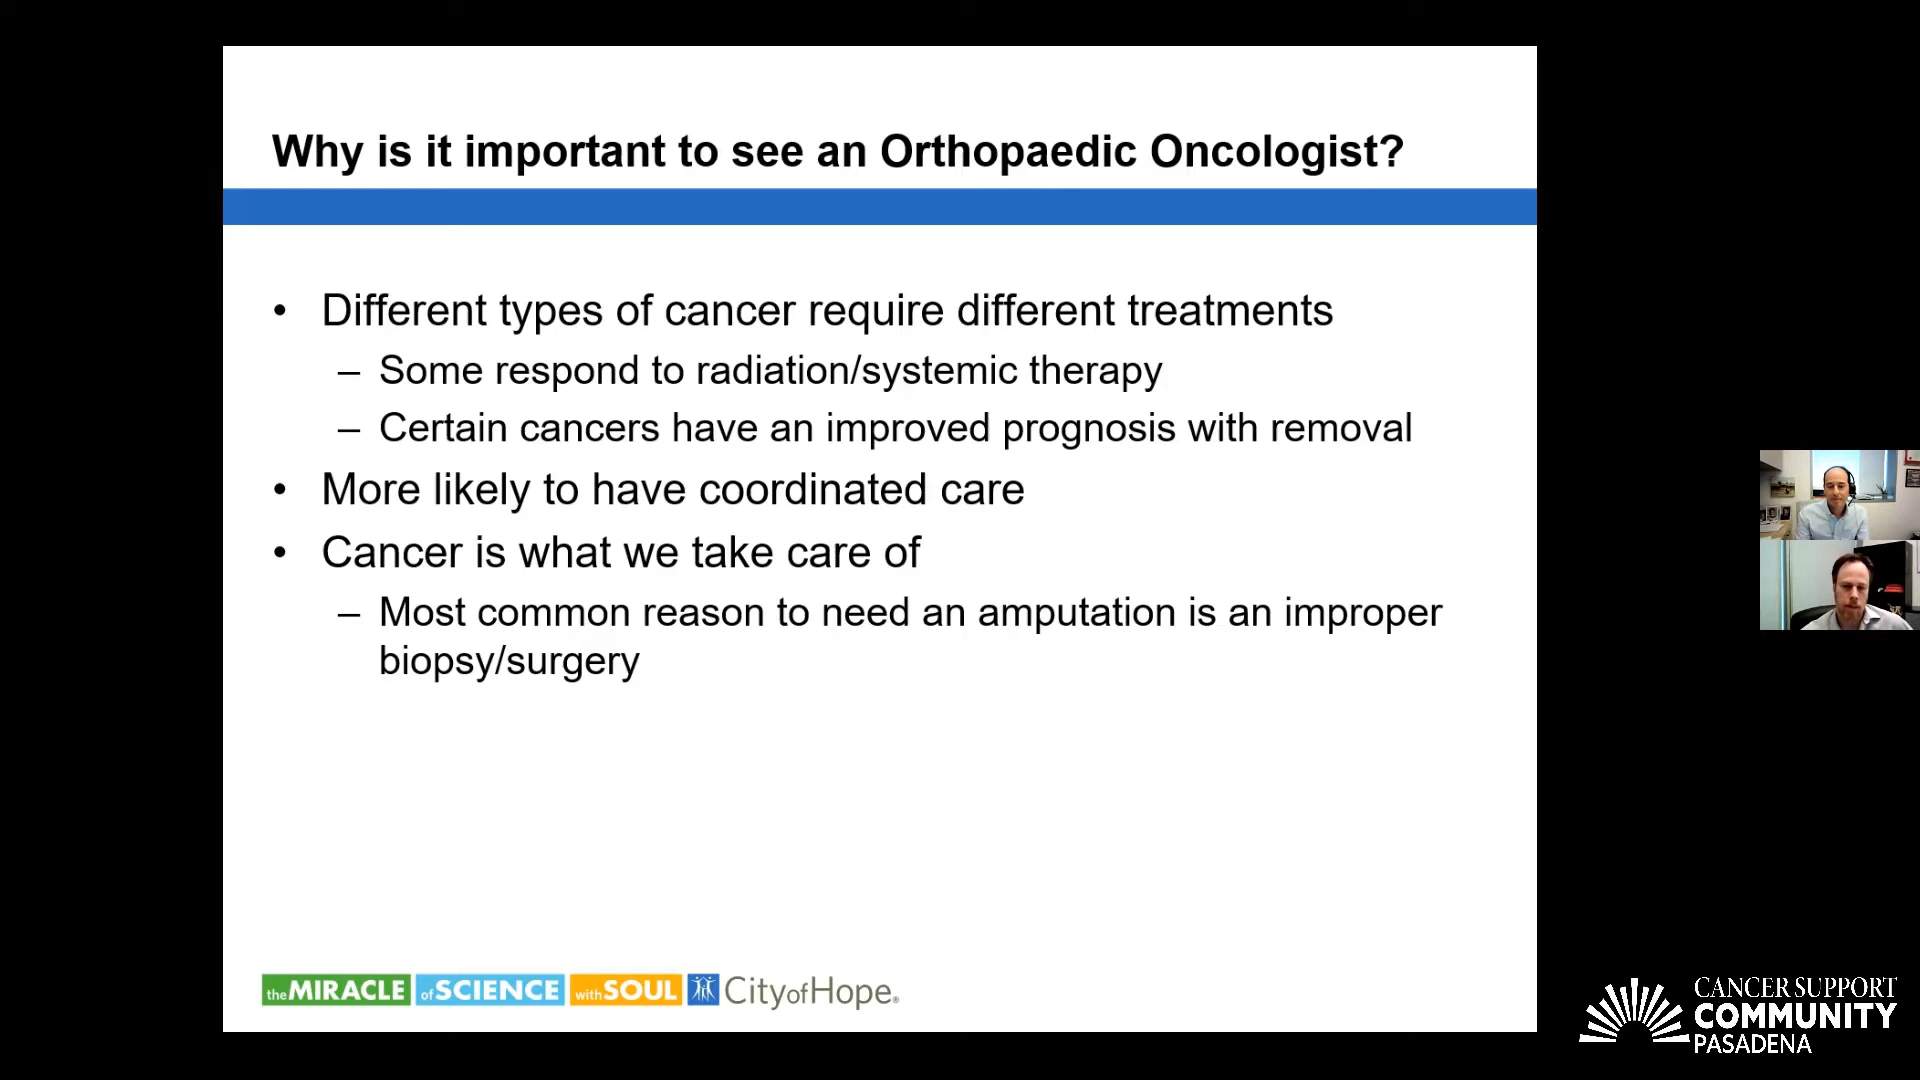 Why is it important to see an Orthopaedic Oncologist?
• Different types of cancer require different treatments
– Some respond to radiation/systemic therapy
– Certain cancers have an improved prognosis with removal
• More likely to have coordinated care
• Cancer is what we take care of
– Most common reason to need an amputation is an improper
biopsy/surgery
the MIRACLE of SCIENCE with SOUL City of Hope®
CANCER SUPPORT
COMMUNITY
PASADENA